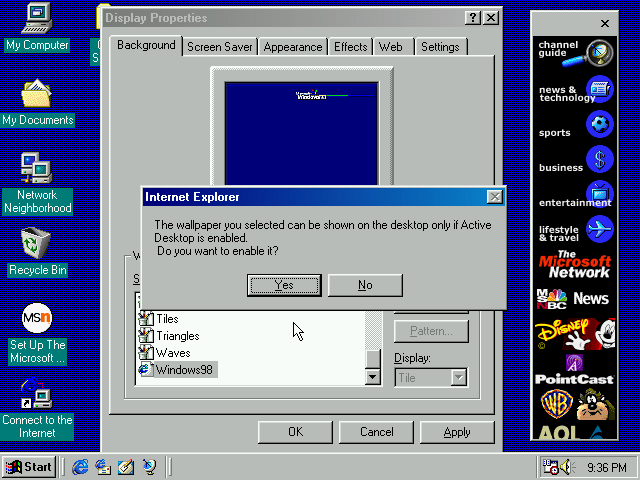 My Computer
My Documents
Network
Neighborhood
Recycle Bin
msn
Set Up The
Microsoft ...
Connect to the
Internet
Display Properties
Background
Screen Saver
Appearance
Effects
Web
Settings
Internet Explorer
The wallpaper you selected can be shown on the desktop only if Active
Desktop is enabled.
Do you want to enable it?
Yes
No
Tiles
Triangles
Waves
Windows98
Pattern...
Display:
Tile
OK
Cancel
Apply
channel
guide
news &
technology
sports
business
entertainment
lifestyle
& travel
The
Microsoft
Network
MSNBC News
Disney
PointCast
WB
AOL
Start
9:36 PM